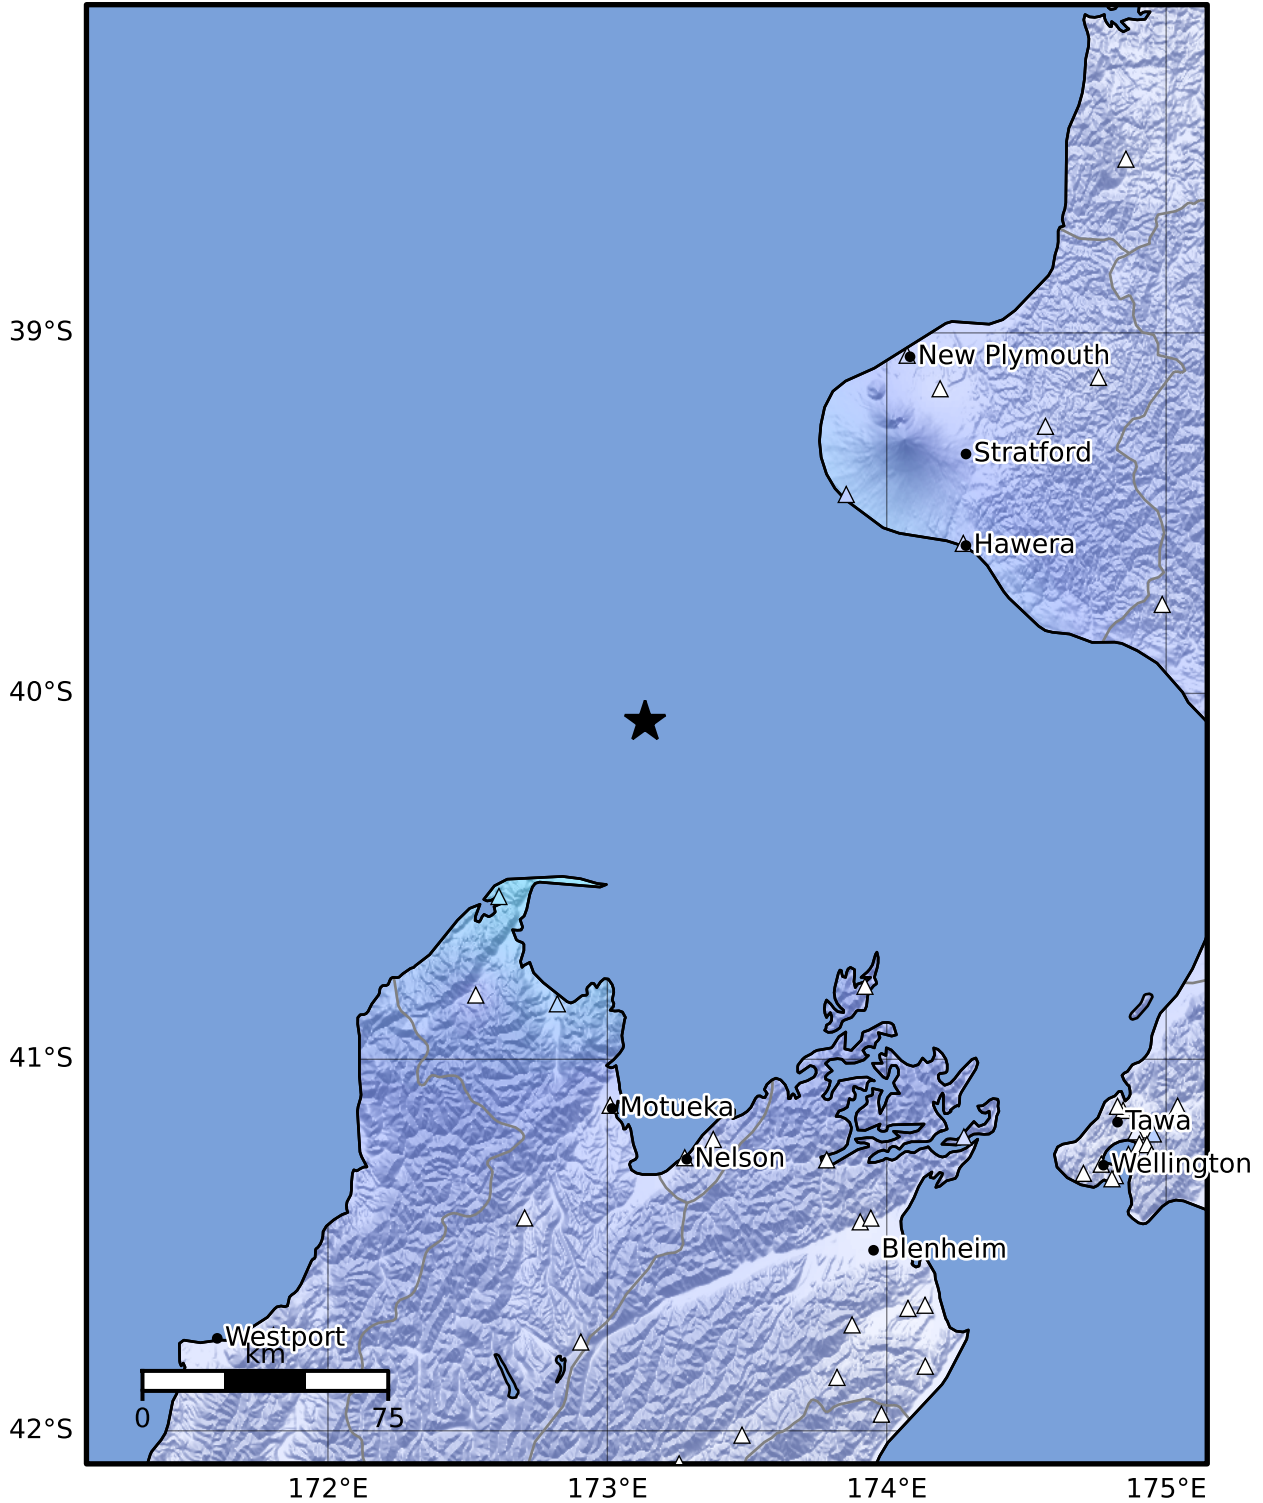 39°S
New Plymouth
Stratford
Hawera
40°S
41°S
Motueka
Tawa
Nelson
Wellington
Blenheim
Westport
km
0
75
42°S
172°E
173°E
174°E
175°E